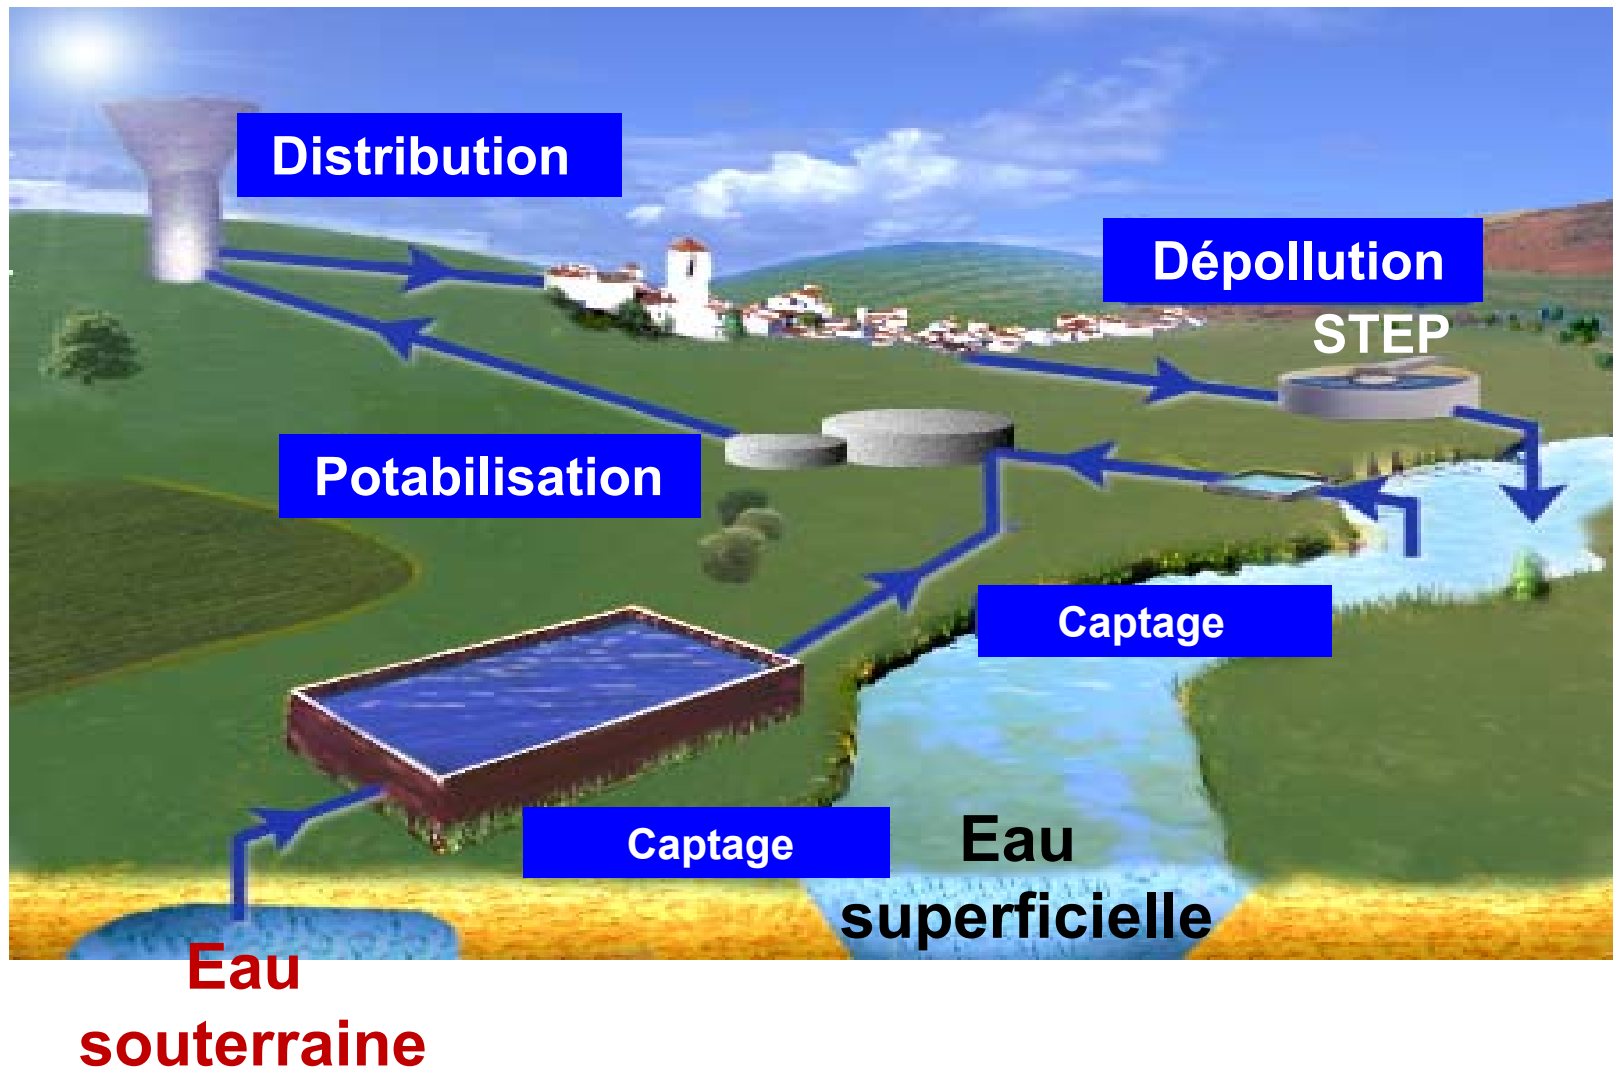 Distribution
Dépollution
STEP
Potabilisation
Captage
Captage
Eau
superficielle
Eau
souterraine